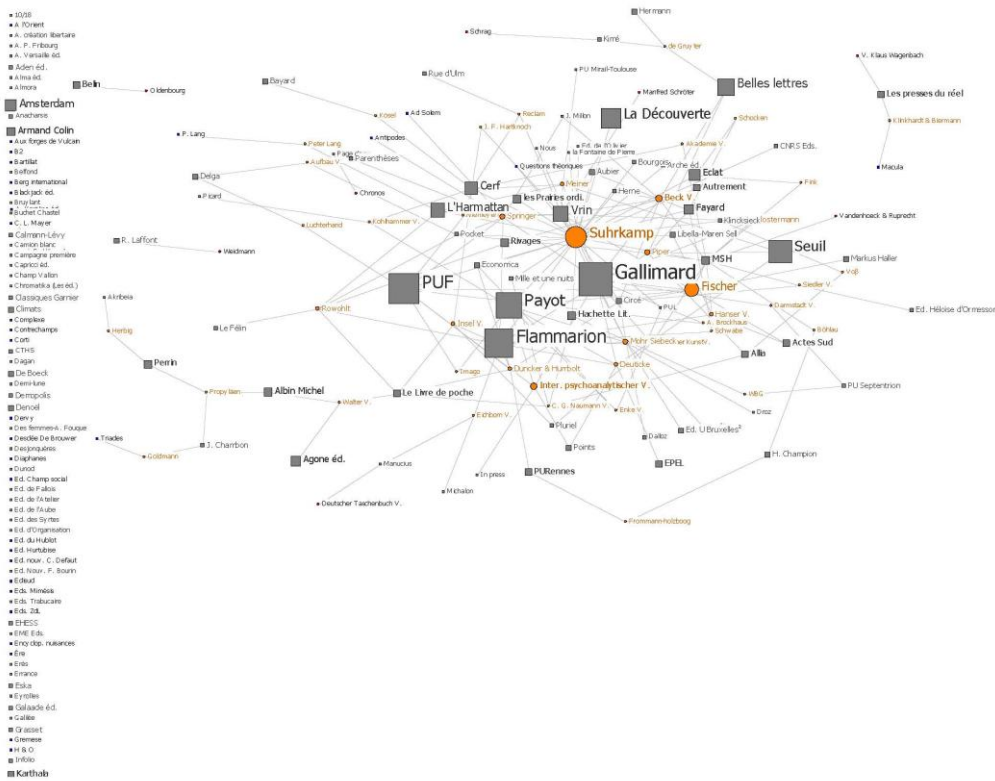 10/18
A l'Orient
A. création libertaire
A. P. Fribourg
A. Versaille éd.
Aden éd.
Alma éd.
Almora
Amsterdam
Anacharsis
Armand Colin
Aux forges de Vulcain
B2
Bartillat
Belfond
Berg international
Blackjack éd.
Bruylant
Buchet Chastel
C. L. Mayer
Calmann-Lévy
Camion blanc
Campagne première
Caprico éd.
Champ Vallon
Chromatika (Les éd.)
Classiques Garnier
Climats
Complexe
Contrechamps
Corti
CTHS
Dagan
De Boeck
Demi-lune
Demopolis
Denoël
Dervy
Des femmes-A. Fouque
Desclée De Brouwer
Desjonquères
Diaphanes
Dunod
Ed. Champ social
Ed. de Fallois
Ed. de l'Atelier
Ed. de l'Aube
Ed. des Syrtes
Ed. d'Organisation
Ed. du Hublot
Ed. Hurtubise
Ed. nouv. C. Defaut
Ed. Nouv. F. Bourin
Edisud
Eds. Mimésis
Eds. Trabucaire
Eds. ZdL
EHESS
EME Eds.
Encyclop. nuisances
Ère
Erès
Errance
Eska
Eyrolles
Galaade éd.
Galilée
Grasset
Gremese
H & O
Infolio
Karthala
Hermann
Schrag
Kimé
de Gruyter
V. Klaus Wagenbach
Rue d'Ulm
PU Mirail-Toulouse
Belin
Oldenbourg
Bayard
Manfred Schröter
Belles lettres
Les presses du réel
Kösel
Ad Solem
Reclam
J. Millon
La Découverte
Schocken
Klinkhardt & Biermann
P. Lang
Antipodes
J. F. Hartknoch
Peter Lang
Nous
Ed. de l'Olivier
Akademie V.
CNRS Eds.
Aufbau V.
Parenthèses
la Fontaine de Pierre
Bourgois
Arche éd.
Questions théoriques
Macula
Delga
Aubier
Eclat
Picard
Chronos
Cerf
Meiner
Herne
Autrement
Fink
les Prairies ordi.
Beck V.
L'Harmattan
Vrin
Fayard
Luchterhand
Kohlhammer V.
Springer
Klincksieck
Klostermann
Vandenhoeck & Ruprecht
Pocket
Suhrkamp
Libella-Maren Sell
R. Laffont
Rivages
Weidmann
Piper
Seuil
Economica
MSH
Markus Haller
Gallimard
Mille et une nuits
Voß
PUF
Fischer
Siedler V.
Akribeia
Payot
Circé
PUL
Darmstadt V.
Rowohlt
Hachette Lit.
Hanser V.
Ed. Héloïse d'Ormesson
A. Brockhaus
Herbig
Le Félin
Insel V.
Schwabe
Böhlau
Flammarion
Mohr Siebeck
Actes Sud
Allia
Perrin
Deuticke
Imago
Duncker & Humblot
PU Septentrion
Propyläen
Albin Michel
Le Livre de poche
Inter. psychoanalytischer V.
WBG
Walter V.
C. G. Naumann V.
Enke V.
Droz
Eichborn V.
Pluriel
Ed. U Bruxelles
Triades
J. Chambon
Dalloz
Points
Goldmann
Agone éd.
Manucius
EPEL
H. Champion
In press
PURennes
Michalon
Deutscher Taschenbuch V.
Frommann-Holzboog